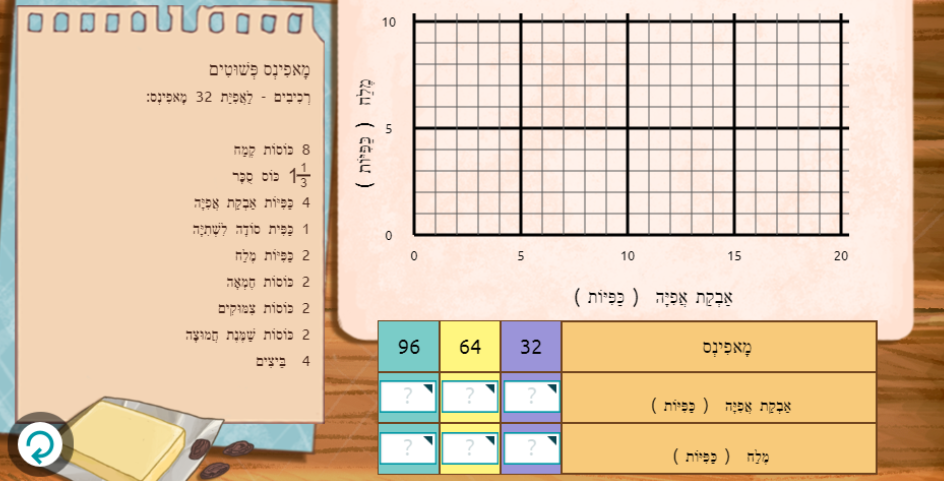 מָאפִינְס פְּשׁוּטִים
רְכִיבִים - לַאֲפִיַּת 32 מָאפִינְס:
8 כּוֹסוֹת קֶמַח
1 1/3 כּוֹס סֻכָּר
4 כַּפִּיּוֹת אַבְקַת אֲפִיָּה
1 כַּפִּית סוֹדָה לִשְׁתִיָּה
2 כַּפִּיּוֹת מֶלַח
2 כּוֹסוֹת חֶמְאָה
2 כּוֹסוֹת צִמּוּקִים
2 כּוֹסוֹת שַׁמֶּנֶת חֲמוּצָה
4 בֵּיצִים
מֶלַח ( כַּפִּיּוֹת )
10
5
0
0 5 10 15 20
אַבְקַת אֲפִיָּה ( כַּפִּיּוֹת )
מָאפִינְס 32 64 96
אַבְקַת אֲפִיָּה ( כַּפִּיּוֹת ) ? ? ?
מֶלַח ( כַּפִּיּוֹת ) ? ? ?